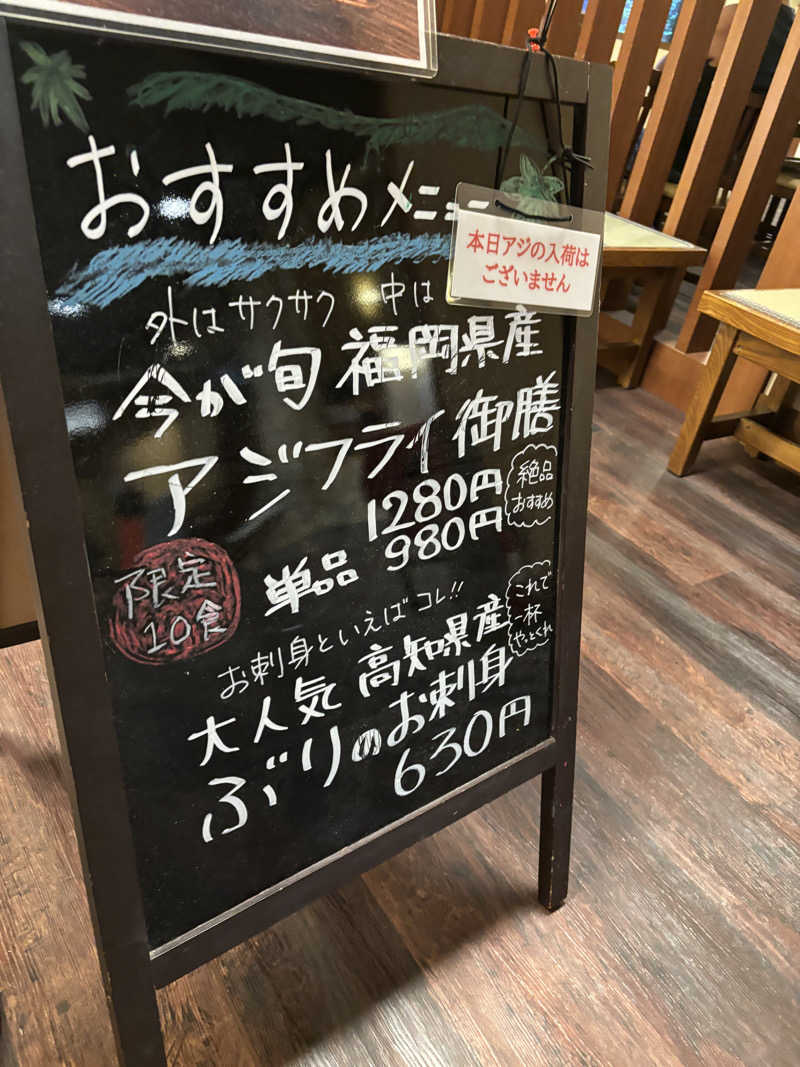 おすすめメニュー
本日アジの入荷は
ございません
外はサクサク 中は
今が旬 福岡県産
アジフライ御膳
1280円
絶品
おすすめ
単品 980円
限定
10食
お刺身といえば コレ!!
これで
一杯
やっとくれ
大人気 高知県産
ぶりのお刺身
630円